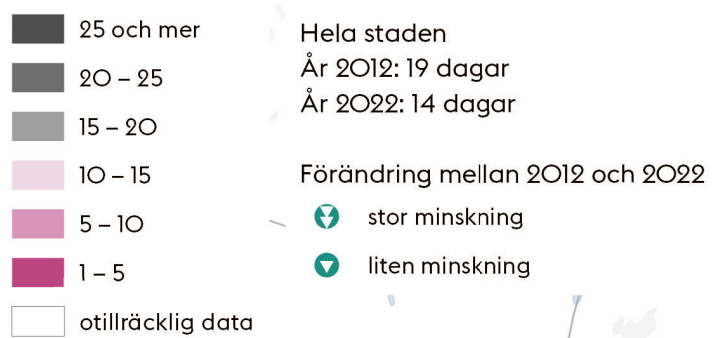 25 och mer
20 – 25
15 – 20
10 – 15
5 – 10
1 – 5
otillräcklig data
Hela staden
År 2012: 19 dagar
År 2022: 14 dagar
Förändring mellan 2012 och 2022
stor minskning
liten minskning